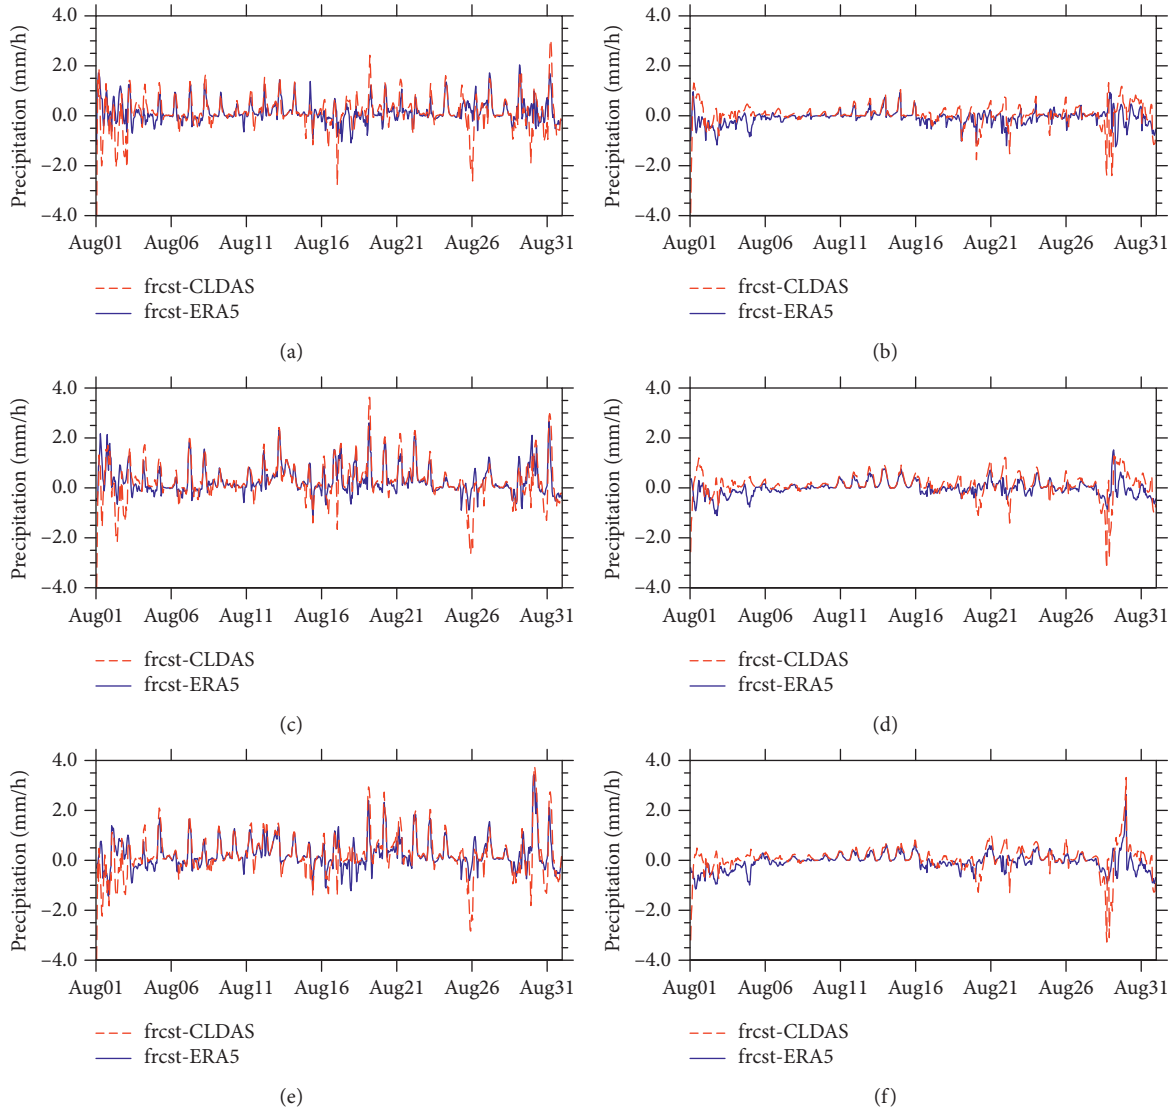 4.0
2.0
0.0
−2.0
−4.0
Precipitation (mm/h)
Aug01 Aug06 Aug11 Aug16 Aug21 Aug26 Aug31
frcst-CLDAS
frcst-ERA5
(a)
4.0
2.0
0.0
−2.0
−4.0
Precipitation (mm/h)
Aug01 Aug06 Aug11 Aug16 Aug21 Aug26 Aug31
frcst-CLDAS
frcst-ERA5
(b)
4.0
2.0
0.0
−2.0
−4.0
Precipitation (mm/h)
Aug01 Aug06 Aug11 Aug16 Aug21 Aug26 Aug31
frcst-CLDAS
frcst-ERA5
(c)
4.0
2.0
0.0
−2.0
−4.0
Precipitation (mm/h)
Aug01 Aug06 Aug11 Aug16 Aug21 Aug26 Aug31
frcst-CLDAS
frcst-ERA5
(d)
4.0
2.0
0.0
−2.0
−4.0
Precipitation (mm/h)
Aug01 Aug06 Aug11 Aug16 Aug21 Aug26 Aug31
frcst-CLDAS
frcst-ERA5
(e)
4.0
2.0
0.0
−2.0
−4.0
Precipitation (mm/h)
Aug01 Aug06 Aug11 Aug16 Aug21 Aug26 Aug31
frcst-CLDAS
frcst-ERA5
(f)